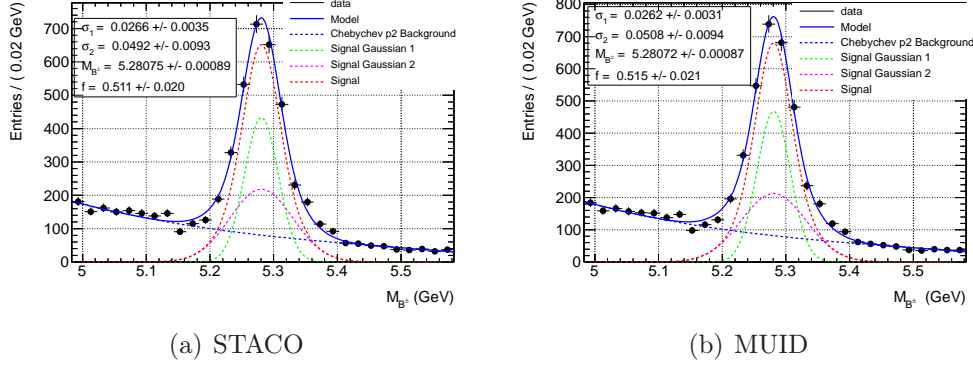 Entries / ( 0.02 GeV)
700
600
500
400
300
200
100
0
σ1 = 0.0266 +/- 0.0035
σ2 = 0.0492 +/- 0.0093
MB± = 5.28075 +/- 0.00089
f = 0.511 +/- 0.020
data
Model
Chebychev p2 Background
Signal Gaussian 1
Signal Gaussian 2
Signal
5 5.1 5.2 5.3 5.4 5.5
MB± (GeV)
(a) STACO
Entries / ( 0.02 GeV)
800
700
600
500
400
300
200
100
0
σ1 = 0.0262 +/- 0.0031
σ2 = 0.0508 +/- 0.0094
MB± = 5.28072 +/- 0.00087
f = 0.515 +/- 0.021
data
Model
Chebychev p2 Background
Signal Gaussian 1
Signal Gaussian 2
Signal
5 5.1 5.2 5.3 5.4 5.5
MB± (GeV)
(b) MUID